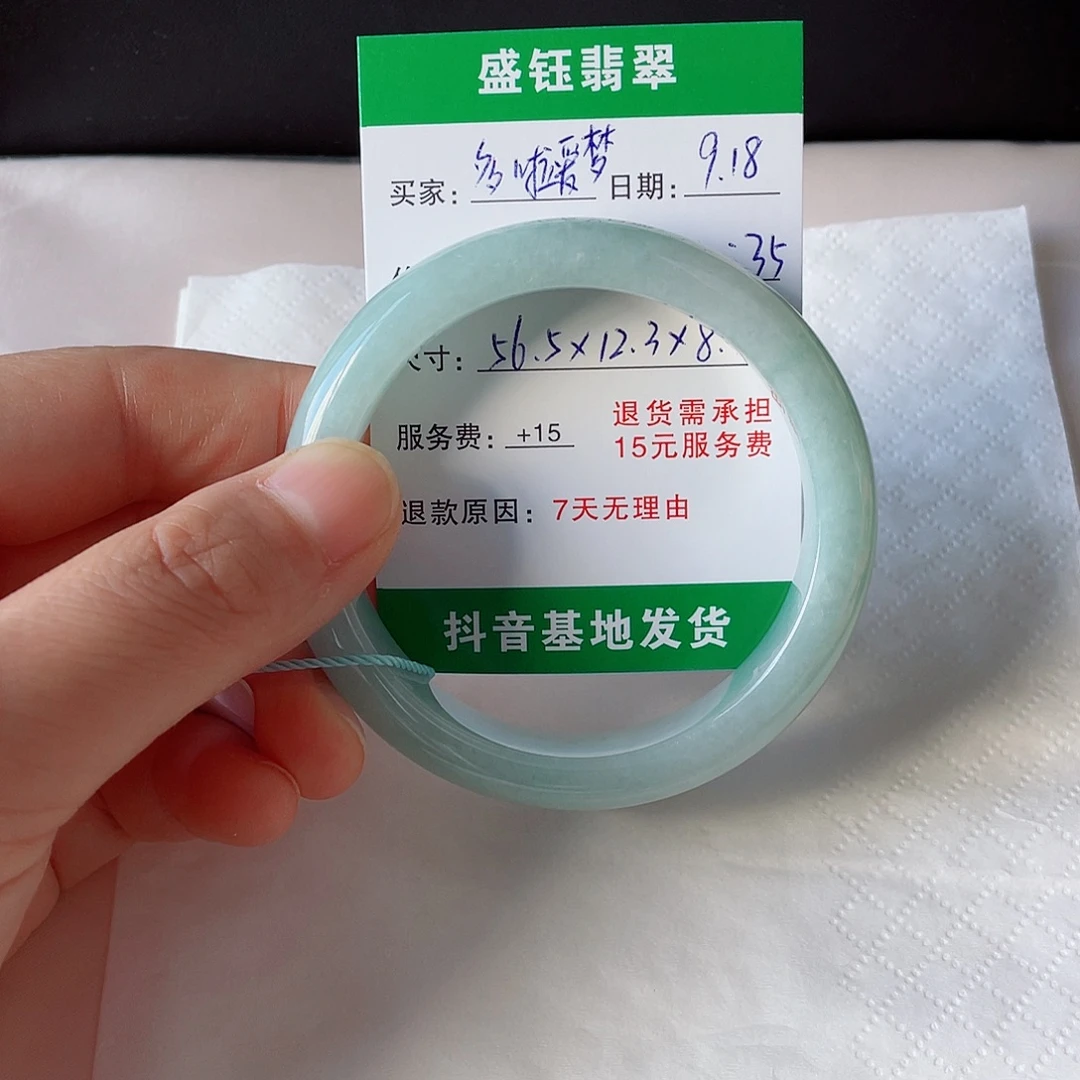 盛钰翡翠
买家: 多啦爱梦 日期: 9.18
:35
寸: 56.5×12.3×8.
服务费: +15 退货需承担
15元服务费
退款原因: 7天无理由
抖音基地发货